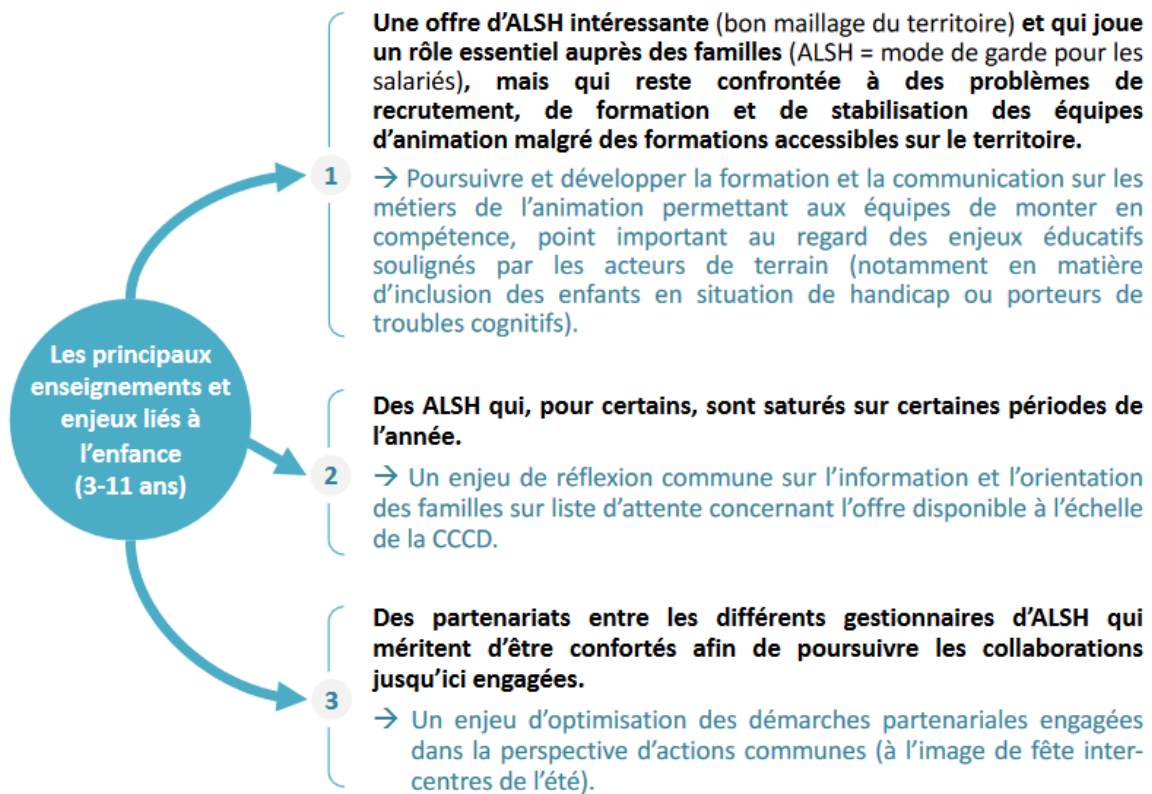 Une offre d'ALSH intéressante (bon maillage du territoire) et qui joue
un rôle essentiel auprès des familles (ALSH = mode de garde pour les
salariés), mais qui reste confrontée à des problèmes de
recrutement, de formation et de stabilisation des équipes
d'animation malgré des formations accessibles sur le territoire.
1
→ Poursuivre et développer la formation et la communication sur les
métiers de l'animation permettant aux équipes de monter en
compétence, point important au regard des enjeux éducatifs
soulignés par les acteurs de terrain (notamment en matière
d'inclusion des enfants en situation de handicap ou porteurs de
troubles cognitifs).
Les principaux
enseignements et
enjeux liés à
l'enfance
(3-11 ans)
Des ALSH qui, pour certains, sont saturés sur certaines périodes de
l'année.
2
→ Un enjeu de réflexion commune sur l'information et l'orientation
des familles sur liste d'attente concernant l'offre disponible à l'échelle
de la CCCD.
Des partenariats entre les différents gestionnaires d'ALSH qui
méritent d'être confortés afin de poursuivre les collaborations
jusqu'ici engagées.
3
→ Un enjeu d'optimisation des démarches partenariales engagées
dans la perspective d'actions communes (à l'image de fête inter-
centres de l'été).